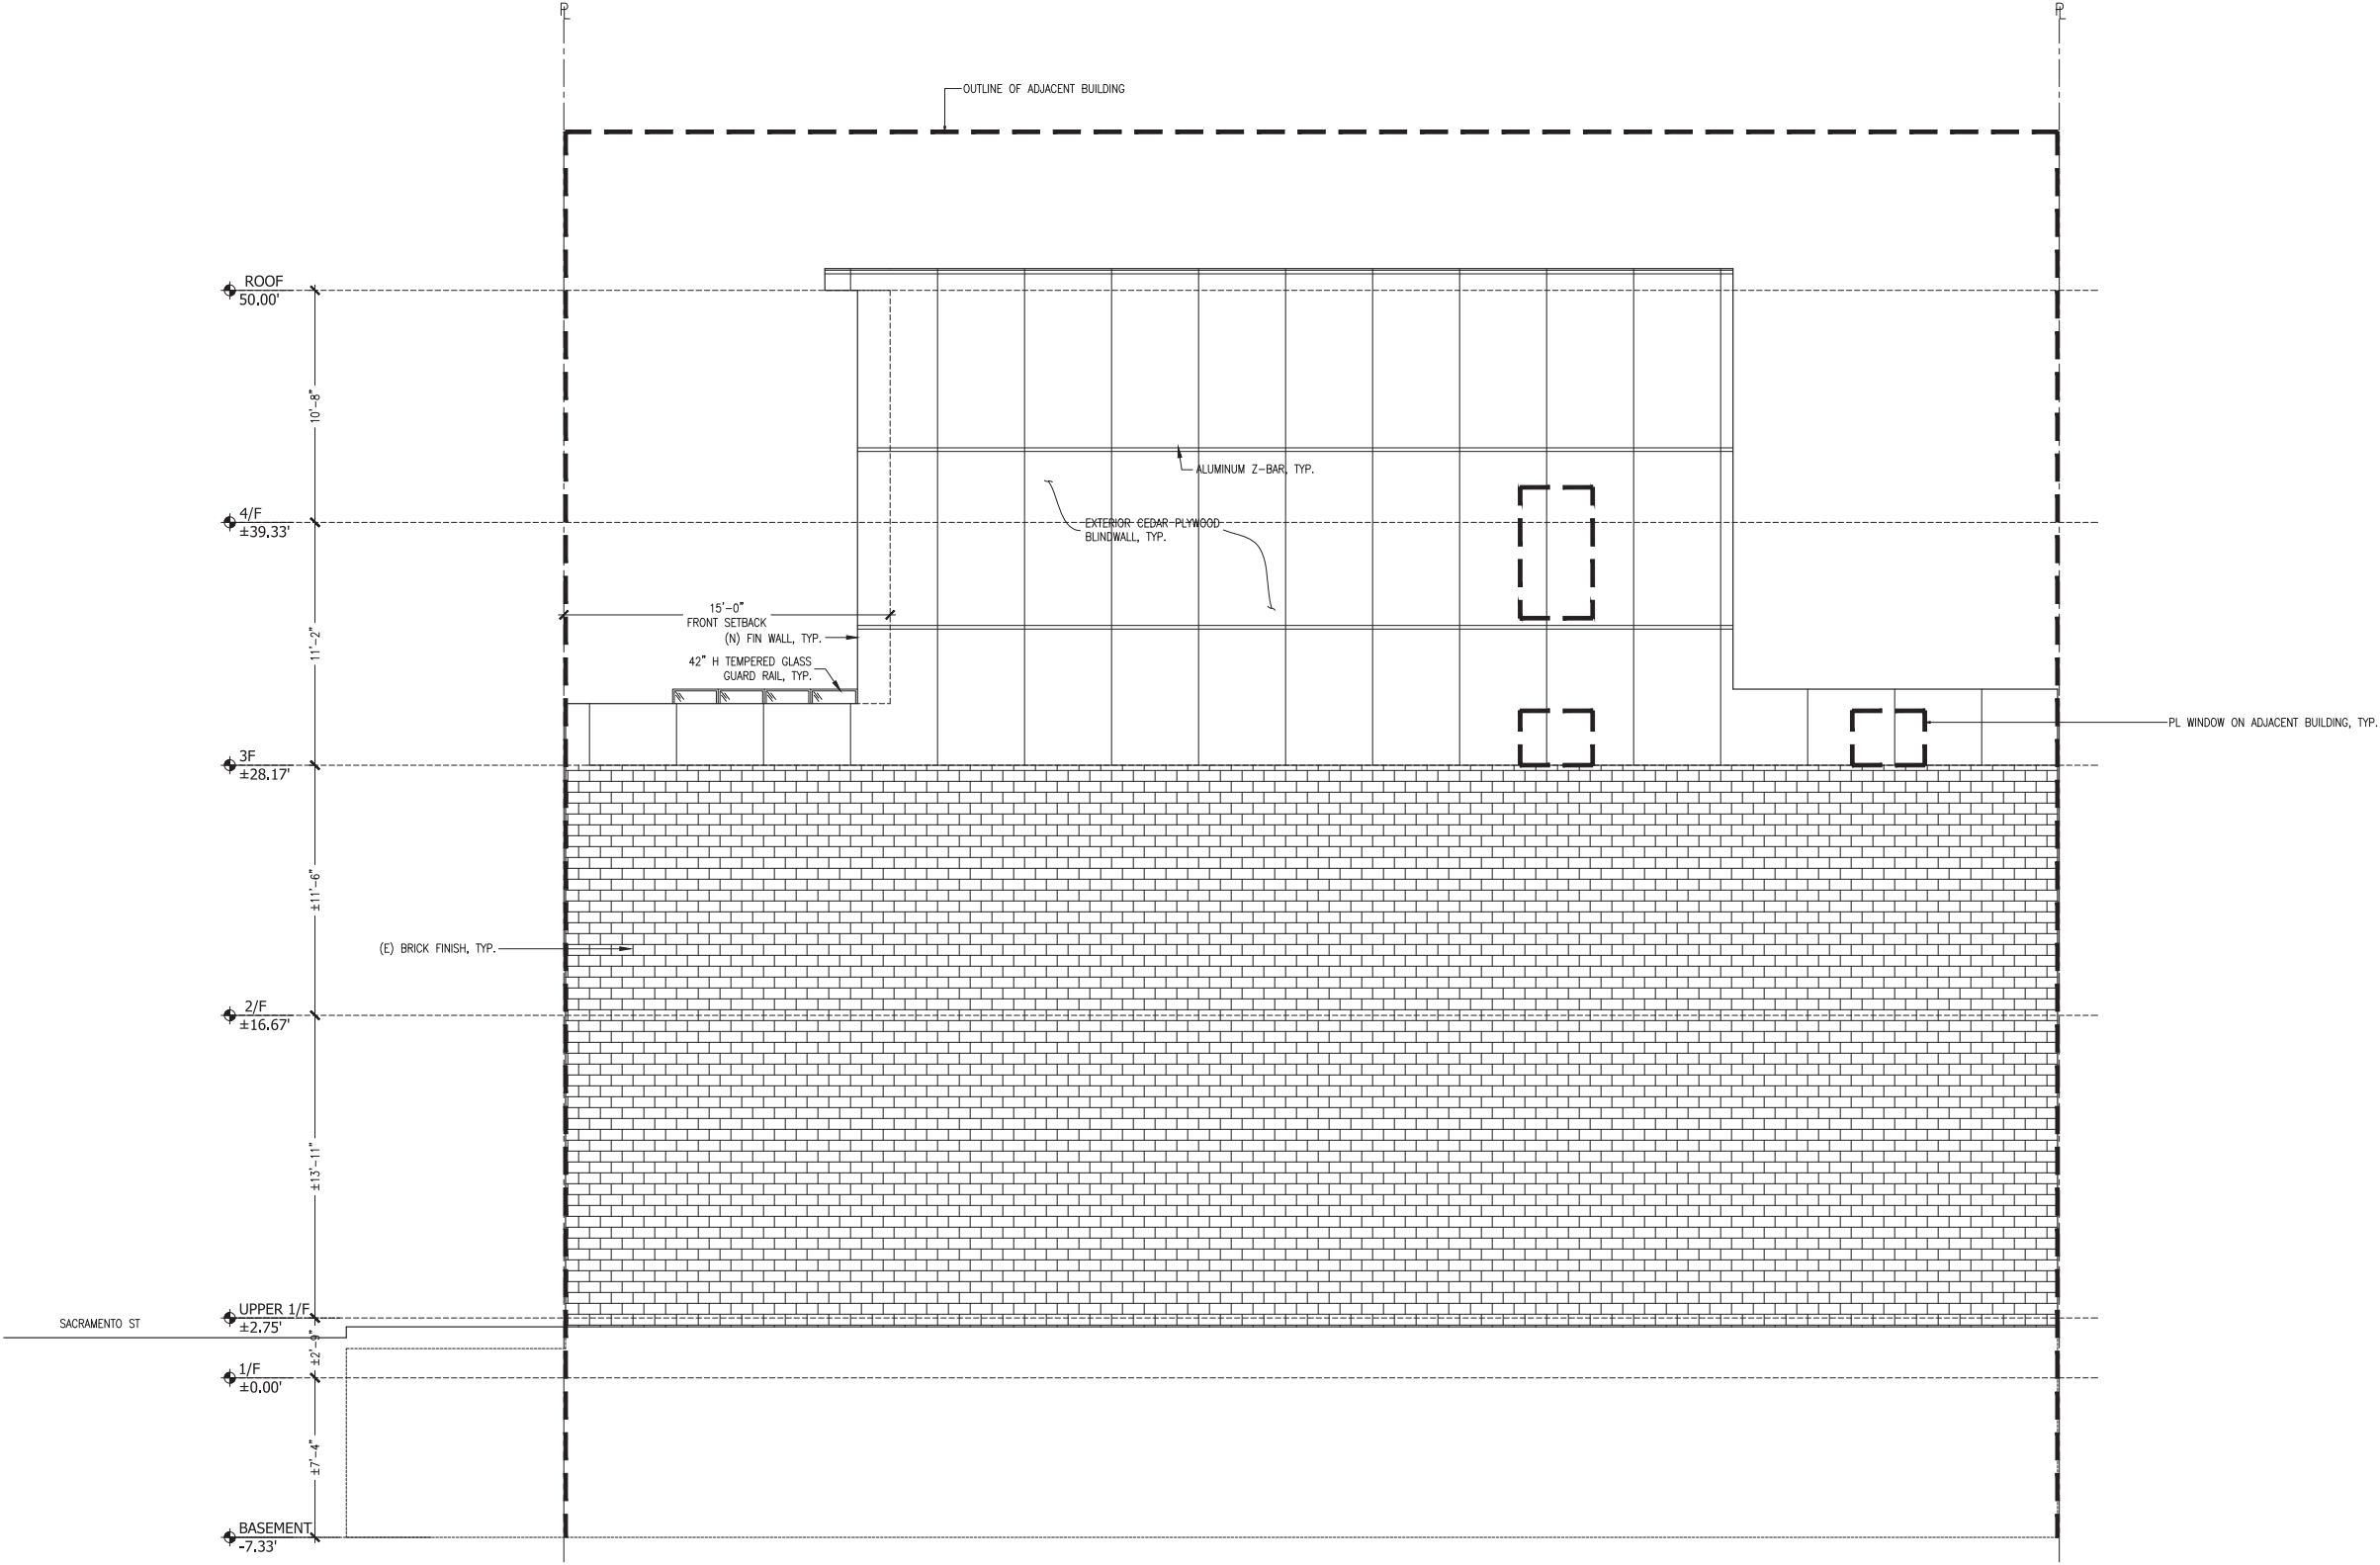 PL
PL
OUTLINE OF ADJACENT BUILDING
ROOF
50.00'
10'-8"
ALUMINUM Z-BAR, TYP.
4/F
±39.33'
EXTERIOR CEDAR PLYWOOD
BLINDWALL, TYP.
15'-0"
FRONT SETBACK
(N) FIN WALL, TYP.
11'-2"
42" H TEMPERED GLASS
GUARD RAIL, TYP.
PL WINDOW ON ADJACENT BUILDING, TYP.
3F
±28.17'
±11'-6"
(E) BRICK FINISH, TYP.
2/F
±16.67'
±13'-11"
UPPER 1/F
±2.75'
SACRAMENTO ST
±2'-9"
1/F
±0.00'
±7'-4"
BASEMENT
-7.33'